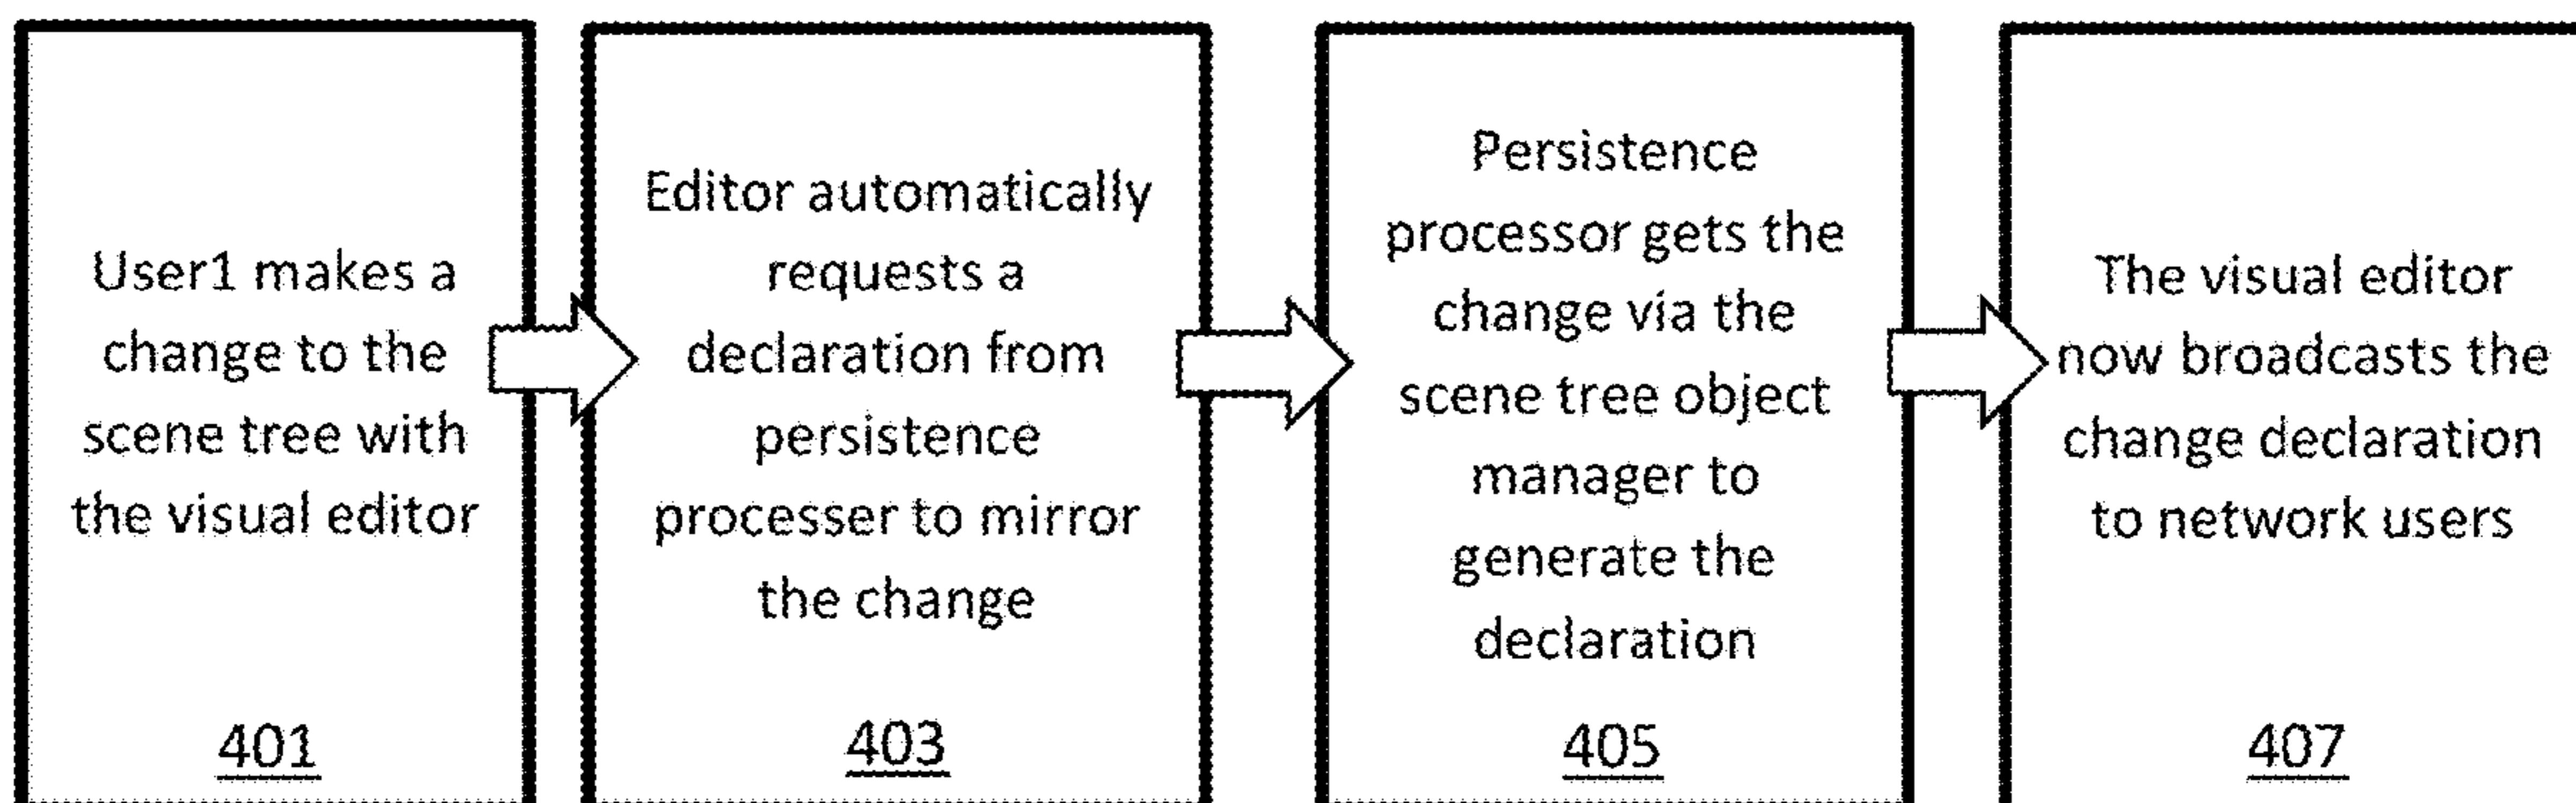 User1 makes a
change to the
scene tree with
the visual editor
401
Editor automatically
requests a
declaration from
persistence
processer to mirror
the change
403
Persistence
processor gets the
change via the
scene tree object
manager to
generate the
declaration
405
The visual editor
now broadcasts the
change declaration
to network users
407